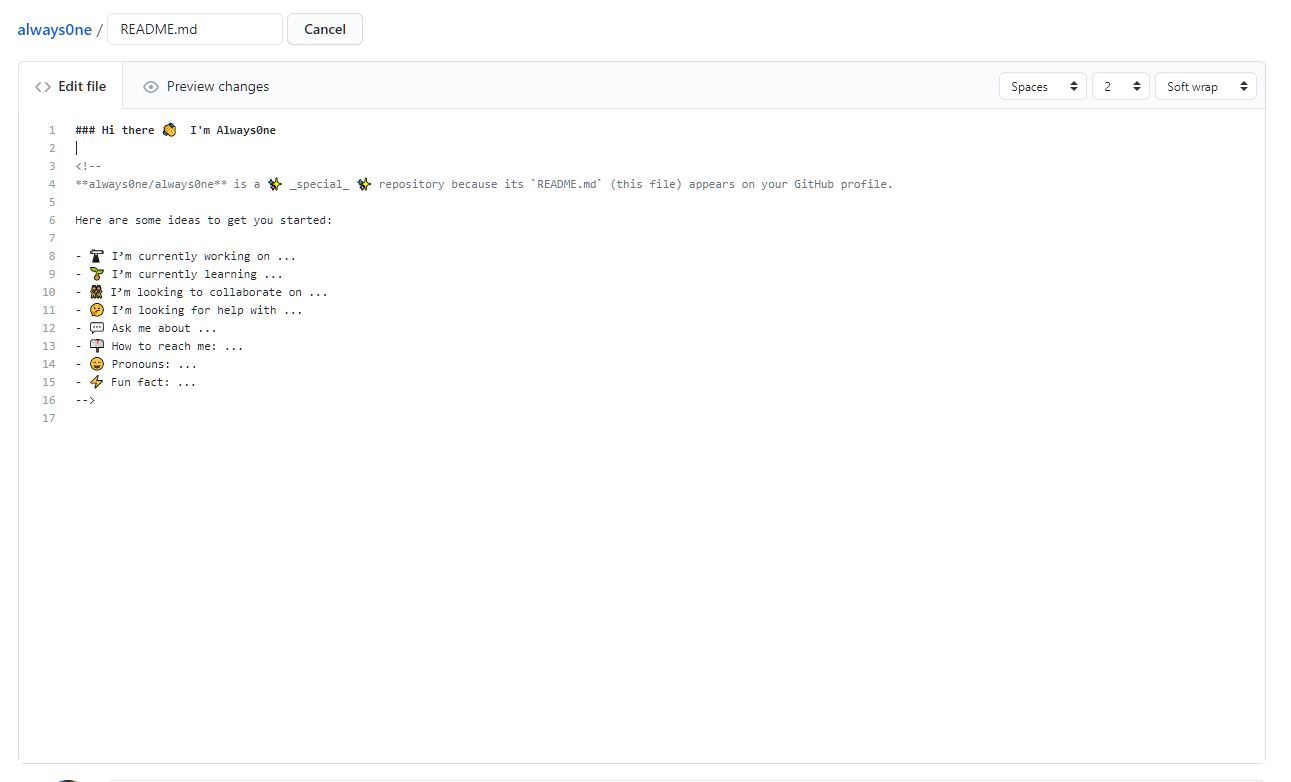 always0ne / README.md Cancel
Edit file Preview changes Spaces 2 Soft wrap
1 ### Hi there 👋 I'm Always0ne
2
3 <!--
4 **always0ne/always0ne** is a ✨ _special_ ✨ repository because its `README.md` (this file) appears on your GitHub profile.
5
6 Here are some ideas to get you started:
7
8 - 🔭 I’m currently working on ...
9 - 🌱 I’m currently learning ...
10 - 👯 I’m looking to collaborate on ...
11 - 🤔 I’m looking for help with ...
12 - 💬 Ask me about ...
13 - 📫 How to reach me: ...
14 - 😄 Pronouns: ...
15 - ⚡ Fun fact: ...
16 -->
17